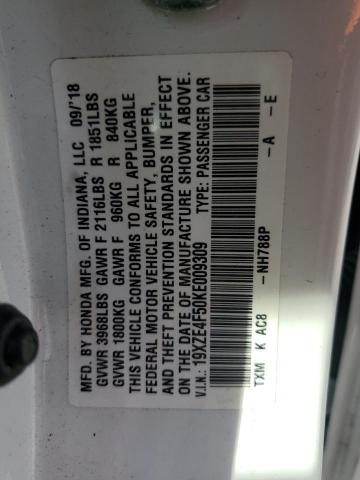 MFD. BY HONDA MFG. OF INDIANA, LLC 09/'18
GVWR 3968LBS GAWR F 2116LBS R 1851LBS
GVWR 1800KG GAWR F 960KG R 840KG
THIS VEHICLE CONFORMS TO ALL APPLICABLE
FEDERAL MOTOR VEHICLE SAFETY, BUMPER,
AND THEFT PREVENTION STANDARDS IN EFFECT
ON THE DATE OF MANUFACTURE SHOWN ABOVE.
V.I.N.: 19XZE4F50KE009309 TYPE: PASSENGER CAR
TXM K AC8 – NH788P – A – E